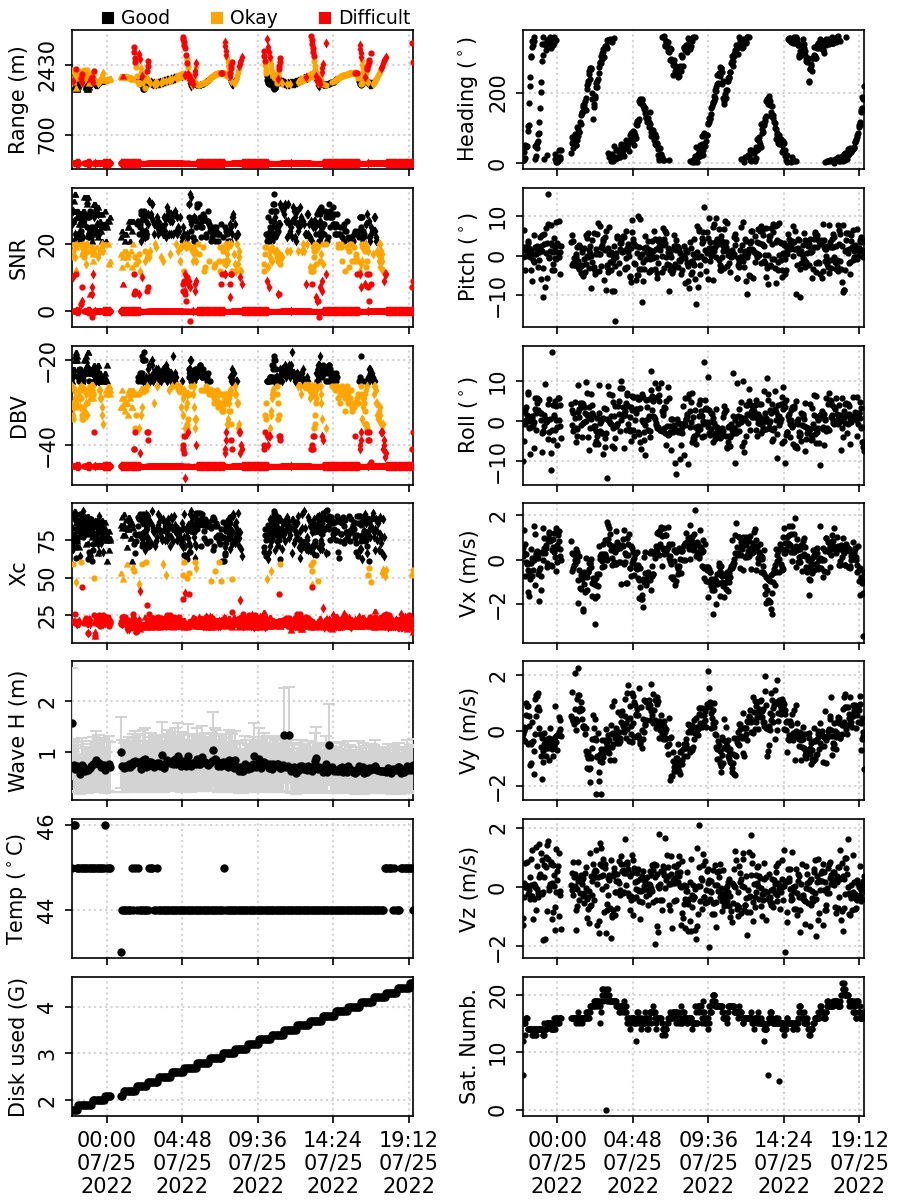 Good Okay Difficult
Range (m)
2430
700
SNR
20
0
DBV
−20
−40
Xc
75
50
25
Wave H (m)
2
1
Temp (°C)
46
44
Disk used (G)
4
3
2
00:00 04:48 09:36 14:24 19:12
07/25 07/25 07/25 07/25 07/25
2022 2022 2022 2022 2022
Heading (°)
200
0
Pitch (°)
10
0
−10
Roll (°)
10
0
−10
Vx (m/s)
2
0
−2
Vy (m/s)
2
0
−2
Vz (m/s)
2
0
−2
Sat. Numb.
20
10
0
00:00 04:48 09:36 14:24 19:12
07/25 07/25 07/25 07/25 07/25
2022 2022 2022 2022 2022